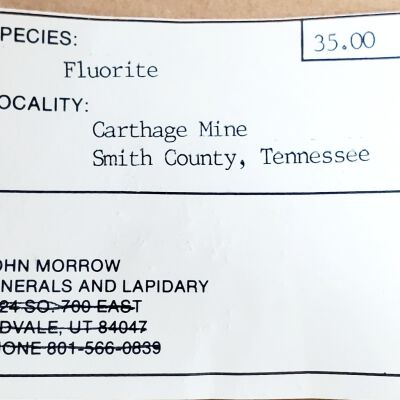 PECIES:
35.00
Fluorite
OCALITY:
Carthage Mine
Smith County, Tennessee
OHN MORROW
NERALS AND LAPIDARY
24 SO. 700 EAST
DVALE, UT 84047
ONE 801-566-0839